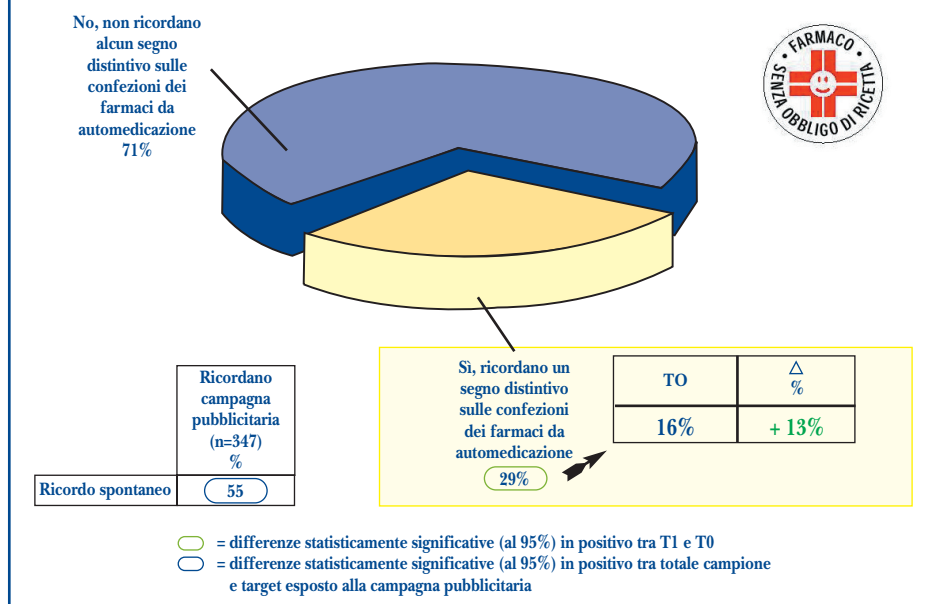 No, non ricordano
alcun segno
distintivo sulle
confezioni dei
farmaci da
automedicazione
71%
• FARMACO •
SENZA OBBLIGO DI RICETTA
Sì, ricordano un
segno distintivo
sulle confezioni
dei farmaci da
automedicazione
29%
TO
△
%
16%
+ 13%
Ricordano
campagna
pubblicitaria
(n=347)
%
Ricordo spontaneo
55
= differenze statisticamente significative (al 95%) in positivo tra T1 e T0
= differenze statisticamente significative (al 95%) in positivo tra totale campione
e target esposto alla campagna pubblicitaria